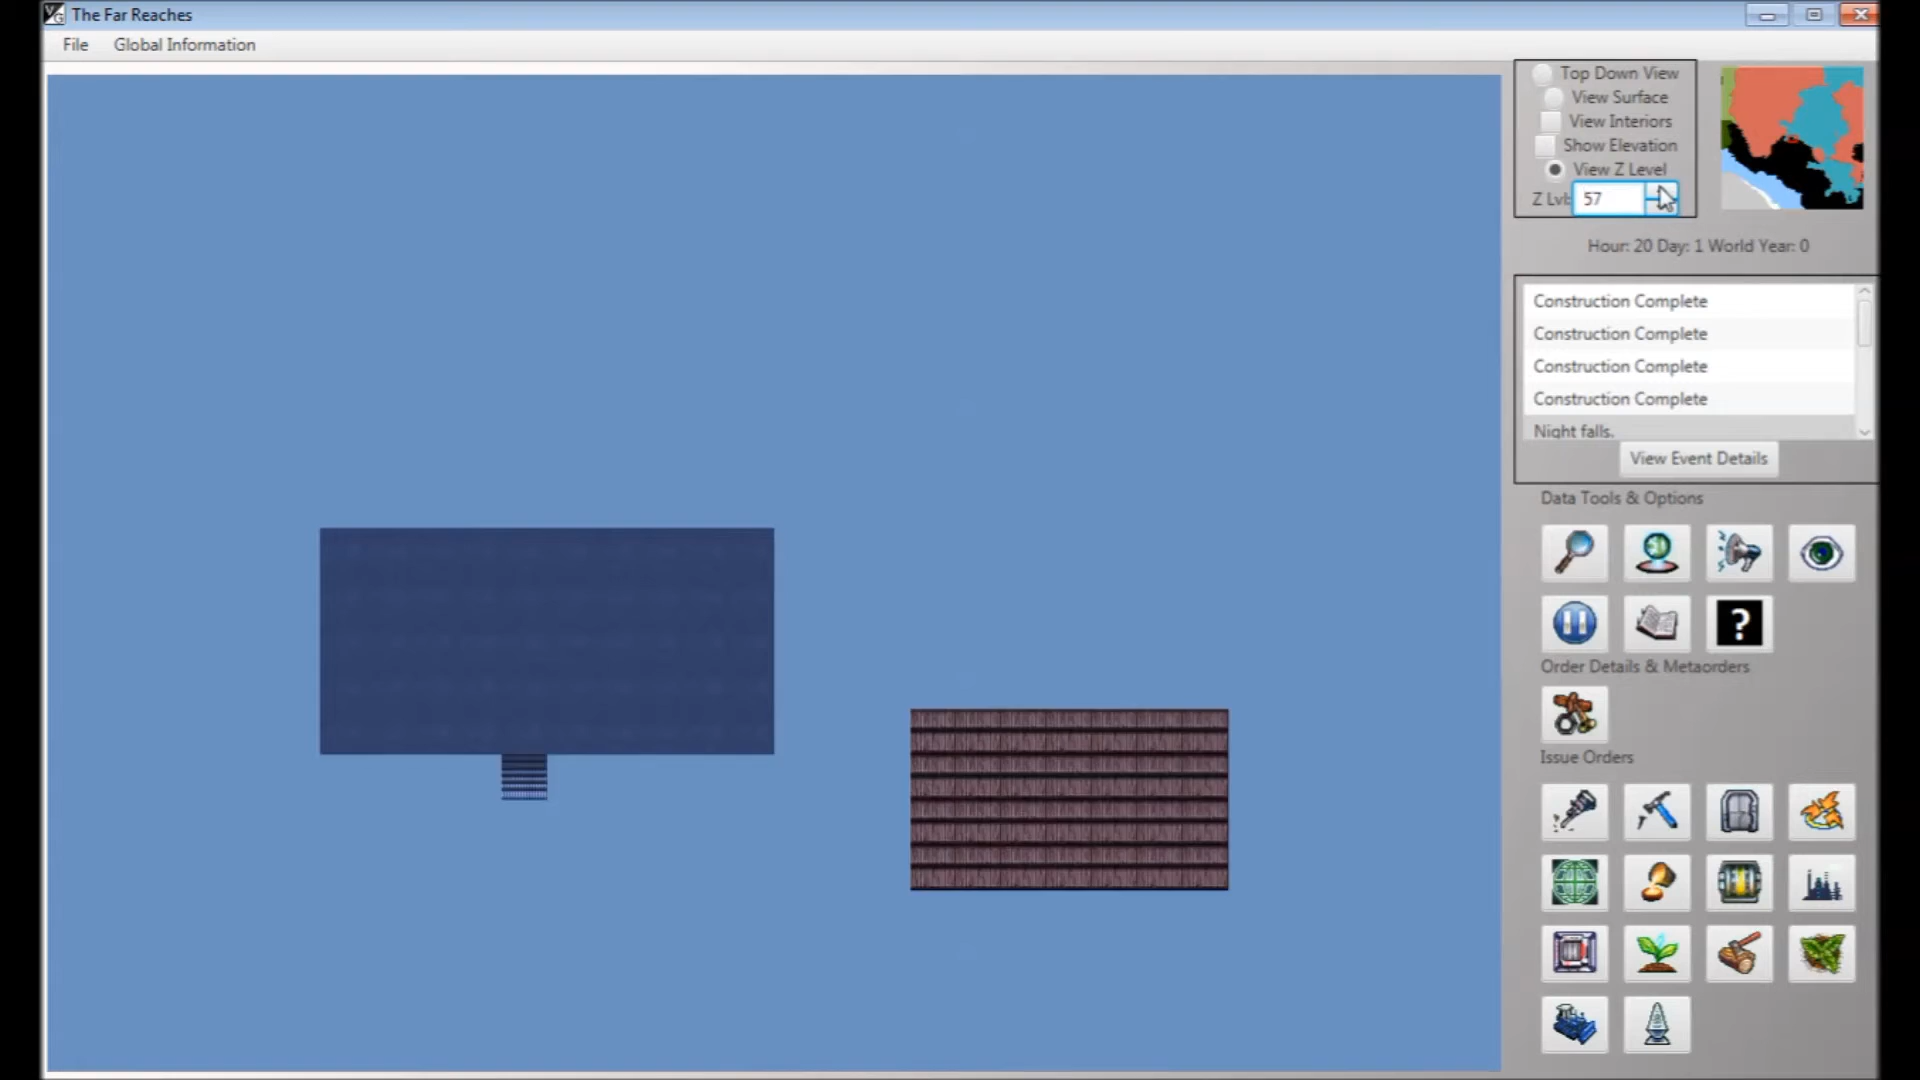 The Far Reaches
File Global Information
Top Down View
View Surface
View Interiors
Show Elevation
View Z Level
Z Lvl: 57
Hour: 20 Day: 1 World Year: 0
Construction Complete
Construction Complete
Construction Complete
Construction Complete
Night falls.
View Event Details
Data Tools & Options
?
Order Details & Metaorders
Issue Orders